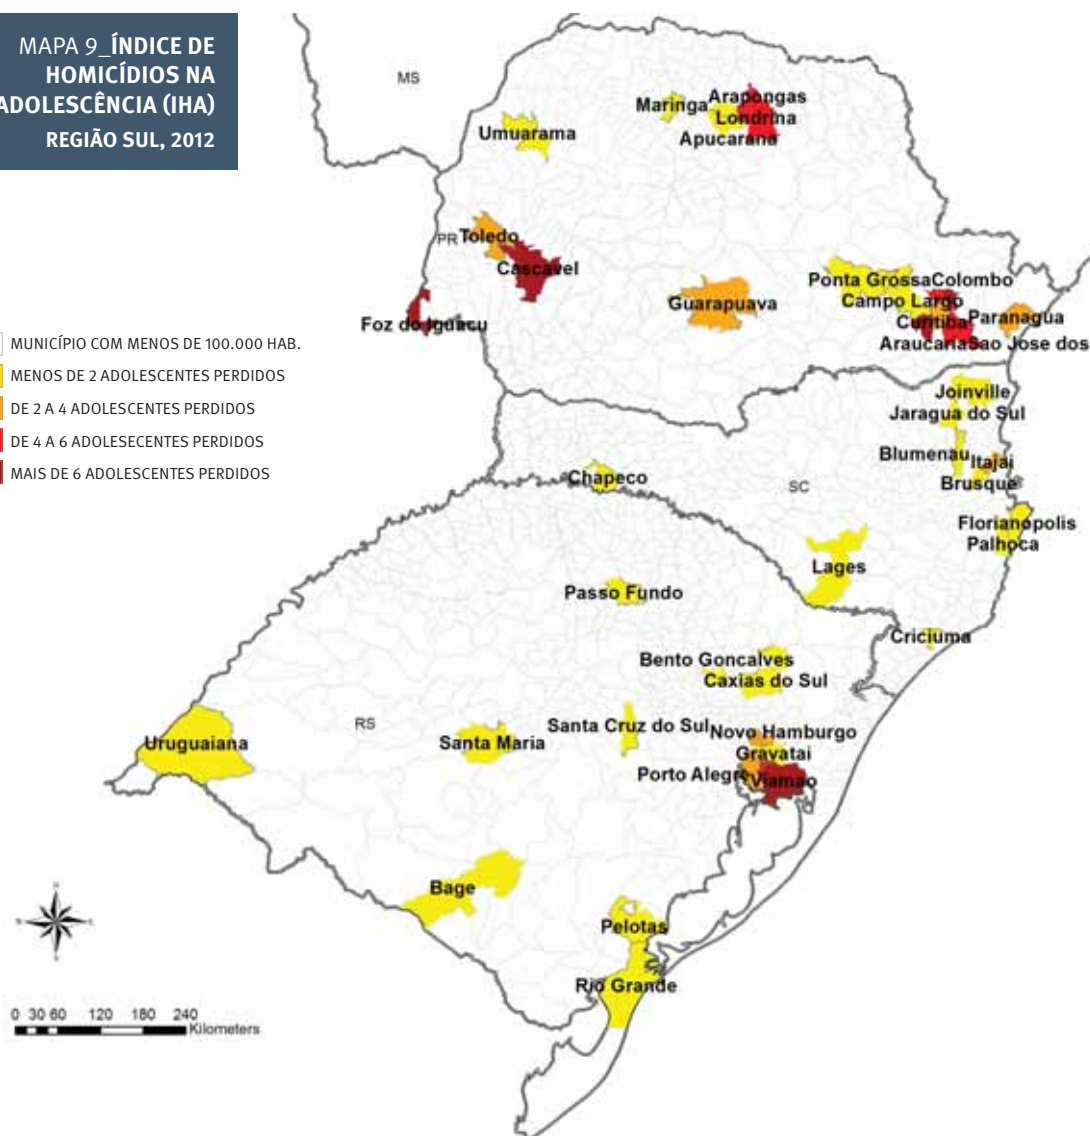 MAPA 9_ÍNDICE DE
HOMICÍDIOS NA
ADOLESCÊNCIA (IHA)
REGIÃO SUL, 2012
MS
Maringa
Arapongas
Londrina
Umuarama
Apucarana
PR
Toledo
Cascavel
Ponta Grossa
Colombo
Guarapuava
Campo Largo
Foz do Iguacu
Curitiba
Paranagua
Araucaria
Sao Jose dos
MUNICÍPIO COM MENOS DE 100.000 HAB.
MENOS DE 2 ADOLESCENTES PERDIDOS
DE 2 A 4 ADOLESCENTES PERDIDOS
DE 4 A 6 ADOLESECENTES PERDIDOS
MAIS DE 6 ADOLESCENTES PERDIDOS
Joinville
Jaragua do Sul
Blumenau
Itajai
Brusque
Chapeco
SC
Florianopolis
Palhoca
Lages
Passo Fundo
Criciuma
Bento Goncalves
Caxias do Sul
RS
Santa Cruz do Sul
Novo Hamburgo
Uruguaiana
Santa Maria
Gravatai
Porto Alegre
Viamao
Bage
Pelotas
Rio Grande
0 30 60 120 180 240
Kilometers